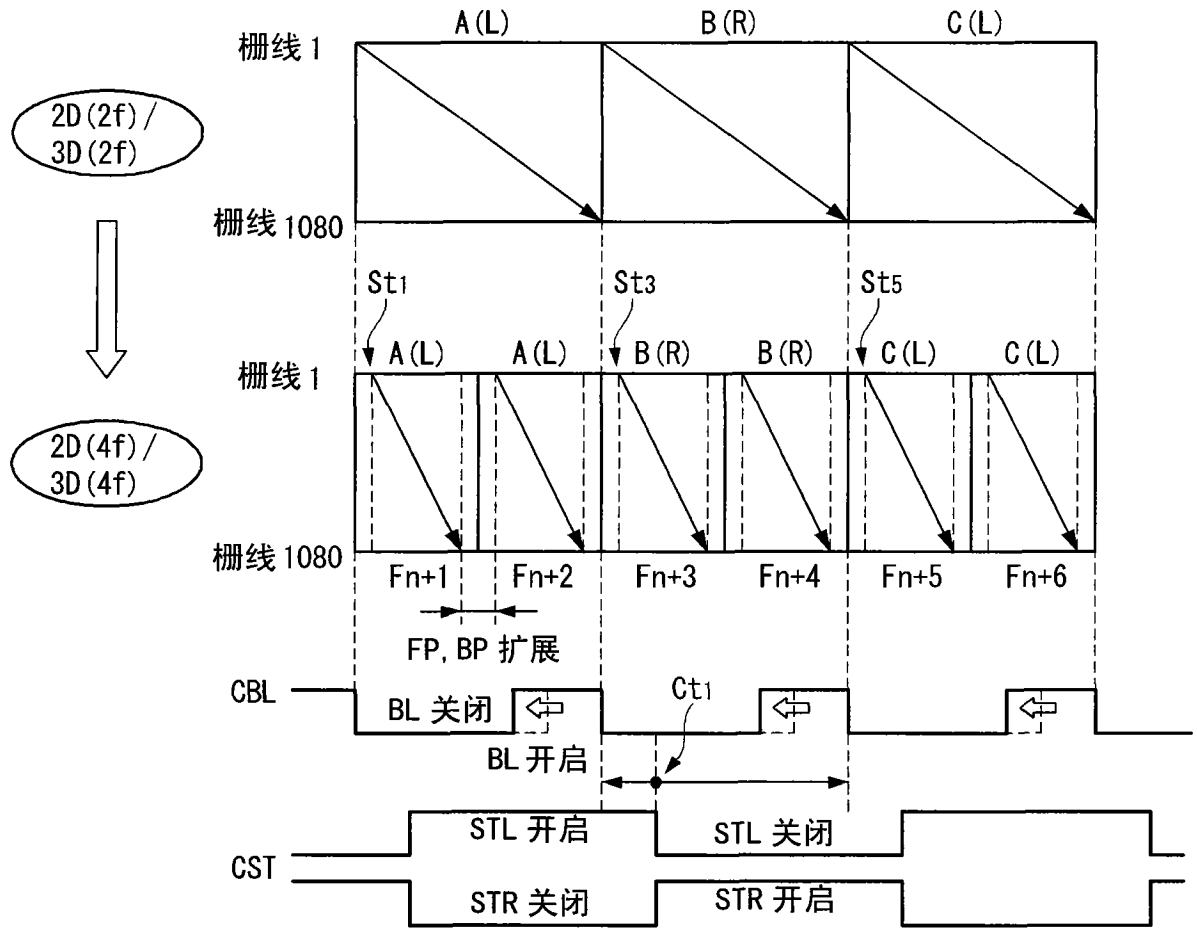 A(L) B(R) C(L)
栅线 1
2D(2f)/
3D(2f)
栅线 1080
St1 St3 St5
A(L) A(L) B(R) B(R) C(L) C(L)
栅线 1
2D(4f)/
3D(4f)
栅线 1080
Fn+1 Fn+2 Fn+3 Fn+4 Fn+5 Fn+6
FP, BP 扩展
CBL
BL 关闭
Ct1
BL 开启
STL 开启 STL 关闭
CST
STR 关闭 STR 开启